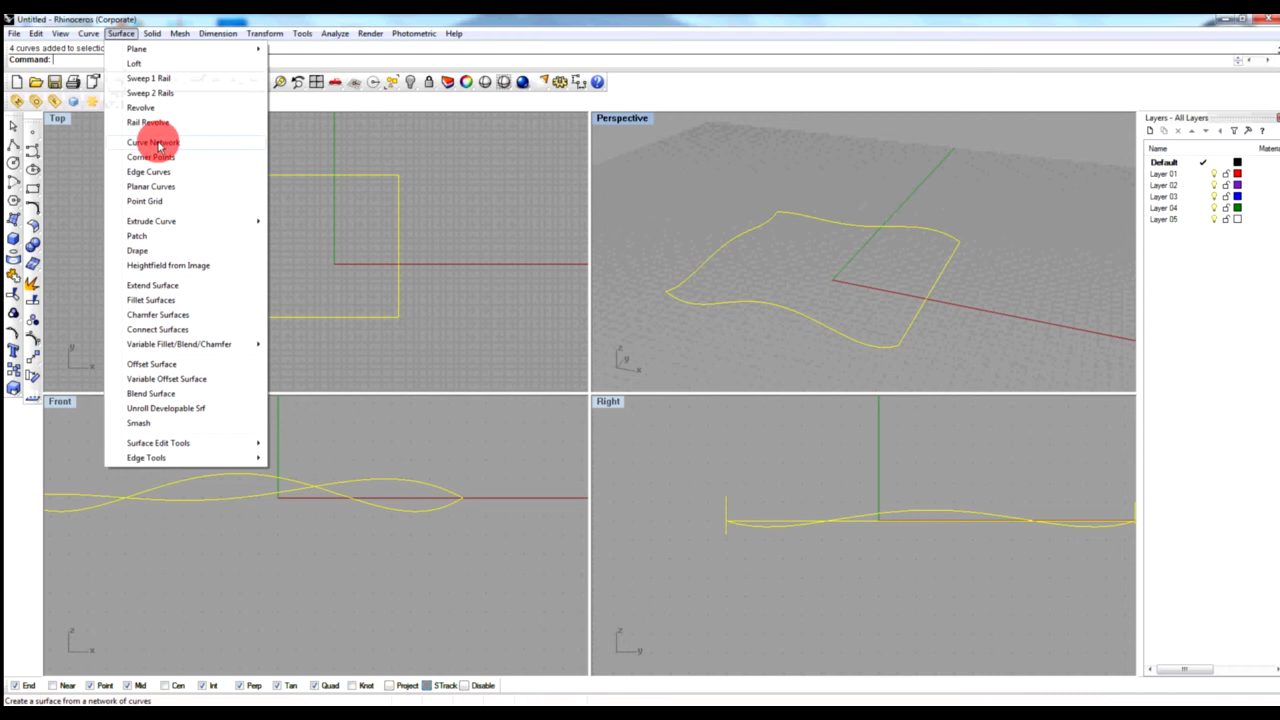 Untitled - Rhinoceros (Corporate)
File Edit View Curve Surface Solid Mesh Dimension Transform Tools Analyze Render Photometric Help
4 curves added to selectio
Command:
Plane
Loft
Sweep 1 Rail
Sweep 2 Rails
Revolve
Rail Revolve
Curve Network
Corner Points
Edge Curves
Planar Curves
Point Grid
Extrude Curve
Patch
Drape
Heightfield from Image
Extend Surface
Fillet Surfaces
Chamfer Surfaces
Connect Surfaces
Variable Fillet/Blend/Chamfer
Offset Surface
Variable Offset Surface
Blend Surface
Unroll Developable Srf
Smash
Surface Edit Tools
Edge Tools
Top
y
x
Perspective
z
y
x
Front
z
x
Right
z
y
Layers - All Layers
Name Materi
Default
Layer 01
Layer 02
Layer 03
Layer 04
Layer 05
End Near Point Mid Cen Int Perp Tan Quad Knot Project STrack Disable
Create a surface from a network of curves